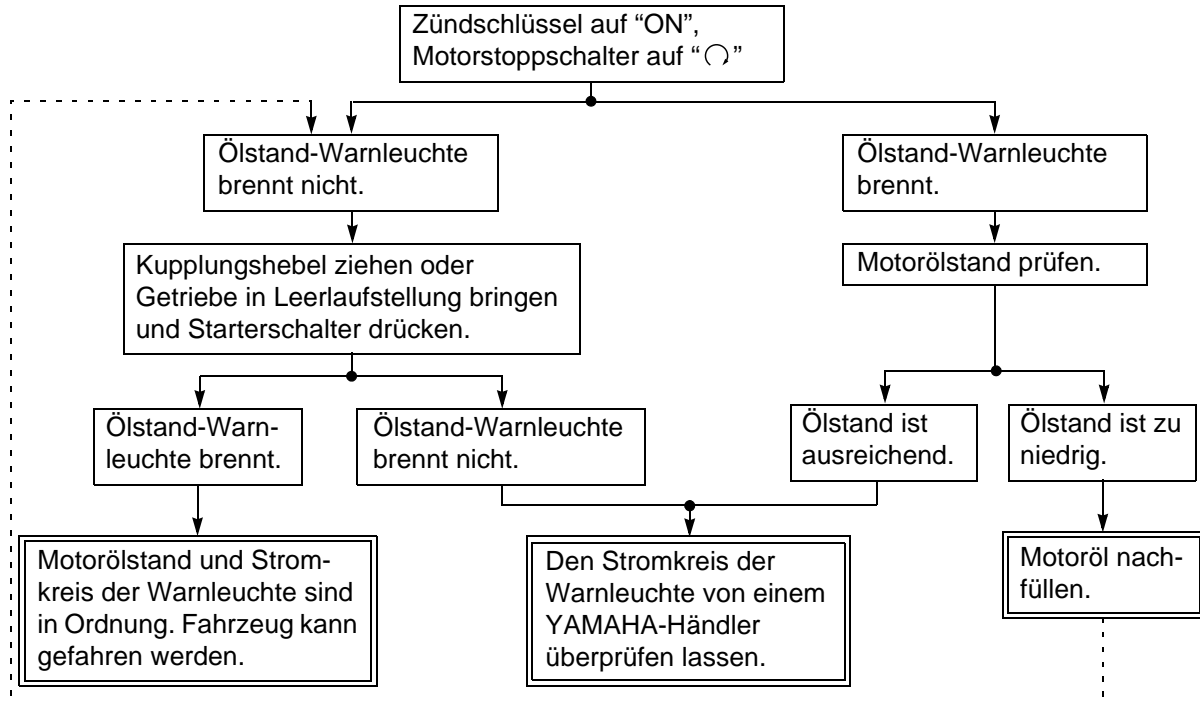 Zündschlüssel auf “ON”,
Motorstoppschalter auf “ ”
Ölstand-Warnleuchte
brennt nicht.
Ölstand-Warnleuchte
brennt.
Kupplungshebel ziehen oder
Getriebe in Leerlaufstellung bringen
und Starterschalter drücken.
Motorölstand prüfen.
Ölstand-Warn-
leuchte brennt.
Ölstand-Warnleuchte
brennt nicht.
Ölstand ist
ausreichend.
Ölstand ist zu
niedrig.
Motorölstand und Strom-
kreis der Warnleuchte sind
in Ordnung. Fahrzeug kann
gefahren werden.
Den Stromkreis der
Warnleuchte von einem
YAMAHA-Händler
überprüfen lassen.
Motoröl nach-
füllen.